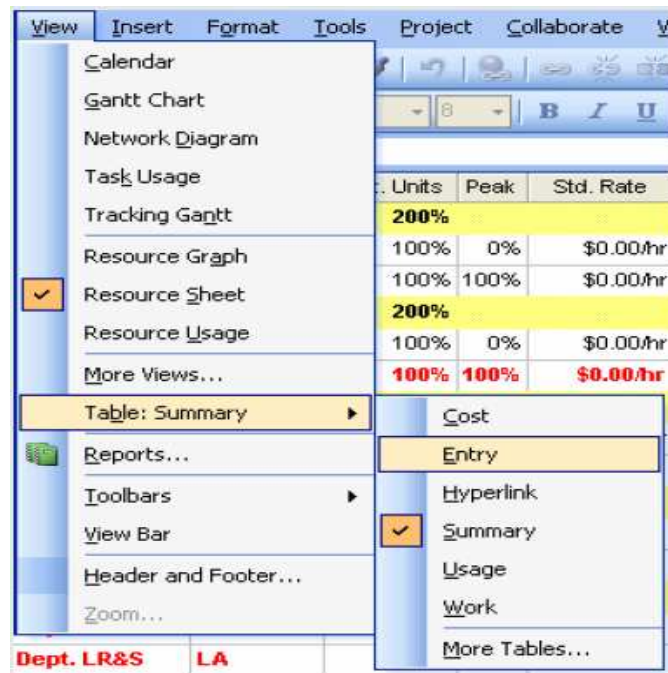 View Insert Format Tools Project Collaborate
Calendar
Gantt Chart
8 B I U
Network Diagram
Task Usage
. Units Peak Std. Rate
Tracking Gantt
200%
Resource Graph
100% 0% $0.00/hr
Resource Sheet
100% 100% $0.00/hr
200%
Resource Usage
100% 0% $0.00/hr
More Views...
100% 100% $0.00/hr
Table: Summary
Cost
Reports...
Entry
Toolbars
Hyperlink
View Bar
Summary
Header and Footer...
Usage
Zoom...
Work
More Tables...
Dept. LR&S LA